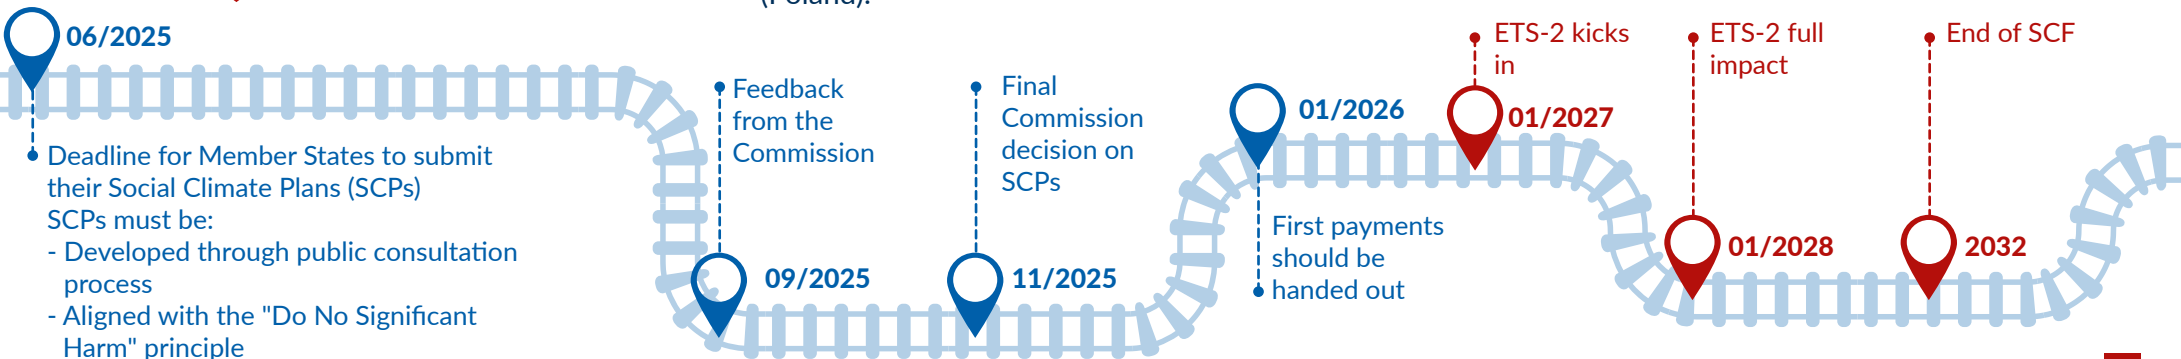 (Poland).
06/2025
Deadline for Member States to submit
their Social Climate Plans (SCPs)
SCPs must be:
- Developed through public consultation
process
- Aligned with the "Do No Significant
Harm" principle
Feedback
from the
Commission
09/2025
Final
Commission
decision on
SCPs
11/2025
01/2026
First payments
should be
handed out
ETS-2 kicks
in
01/2027
ETS-2 full
impact
01/2028
End of SCF
2032